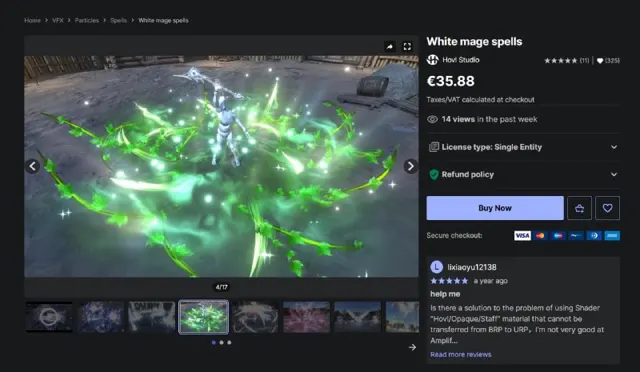 Home > VFX > Particles > Spells > White mage spells
White mage spells
Hovl Studio
★★★★★ (11) | ♥ (325)
€35.88
Taxes/VAT calculated at checkout
14 views in the past week
License type: Single Entity
Refund policy
Buy Now
Secure checkout:
VISA
4/17
L lixiaoyu12138
★★★★★ a year ago
help me
Is there a solution to the problem of using Shader
"Hovl/Opaque/Staff" material that cannot be
transferred from BRP to URP，I'm not very good at
Amplif...
Read more reviews